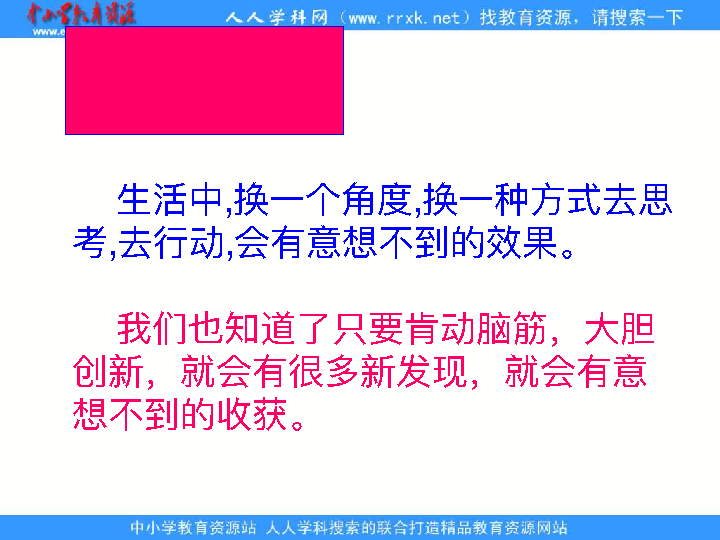 中小学教育资源
人人学科网（www.rrxk.net）找教育资源，请搜索一下
www.e
生活中,换一个角度,换一种方式去思
考,去行动,会有意想不到的效果。
我们也知道了只要肯动脑筋，大胆
创新，就会有很多新发现，就会有意
想不到的收获。
中小学教育资源站 人人学科搜索的联合打造精品教育资源网站